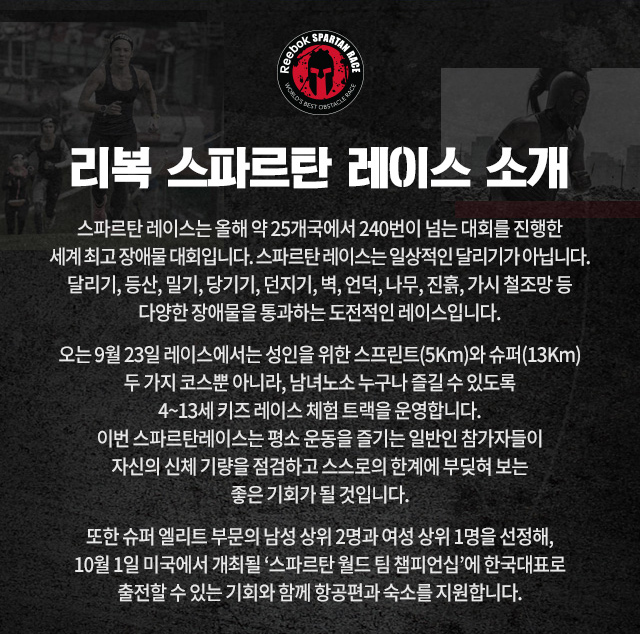 Reebok SPARTAN RACE
WORLD'S BEST OBSTACLE RACE
리복 스파르탄 레이스 소개
스파르탄 레이스는 올해 약 25개국에서 240번이 넘는 대회를 진행한
세계 최고 장애물 대회입니다. 스파르탄 레이스는 일상적인 달리기가 아닙니다.
달리기, 등산, 밀기, 당기기, 던지기, 벽, 언덕, 나무, 진흙, 가시 철조망 등
다양한 장애물을 통과하는 도전적인 레이스입니다.
오는 9월 23일 레이스에서는 성인을 위한 스프린트(5Km)와 슈퍼(13Km)
두 가지 코스뿐 아니라, 남녀노소 누구나 즐길 수 있도록
4~13세 키즈 레이스 체험 트랙을 운영합니다.
이번 스파르탄레이스는 평소 운동을 즐기는 일반인 참가자들이
자신의 신체 기량을 점검하고 스스로의 한계에 부딪혀 보는
좋은 기회가 될 것입니다.
또한 슈퍼 엘리트 부문의 남성 상위 2명과 여성 상위 1명을 선정해,
10월 1일 미국에서 개최될 ‘스파르탄 월드 팀 챔피언십’에 한국대표로
출전할 수 있는 기회와 함께 항공편과 숙소를 지원합니다.